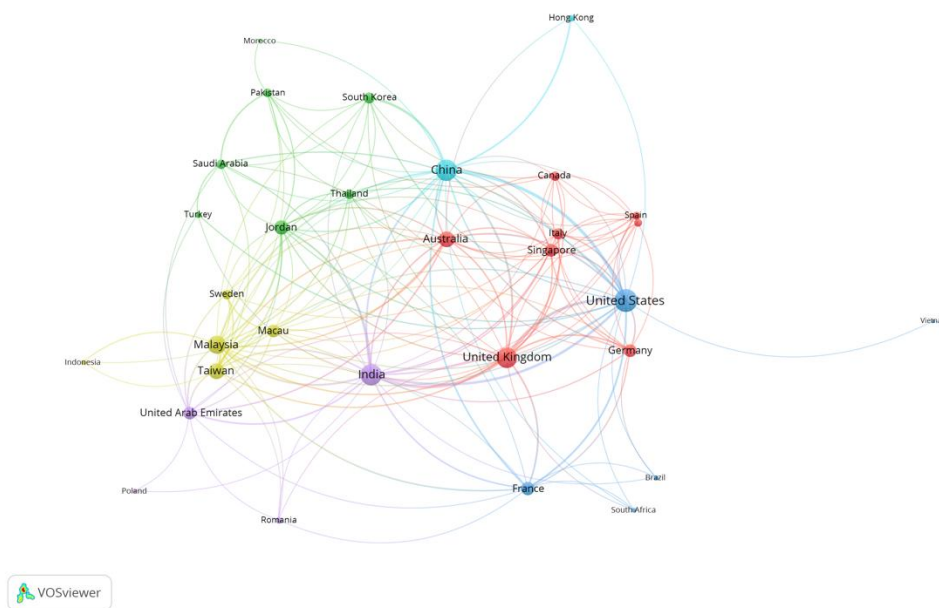 Hong Kong
Morocco
Pakistan
South Korea
Saudi Arabia
China
Canada
Thailand
Turkey
Spain
Jordan
Australia
Italy
Singapore
Sweden
United States
Macau
Malaysia
Indonesia
Taiwan
India
United Kingdom
Germany
United Arab Emirates
Poland
France
Brazil
South Africa
Romania
VOSviewer